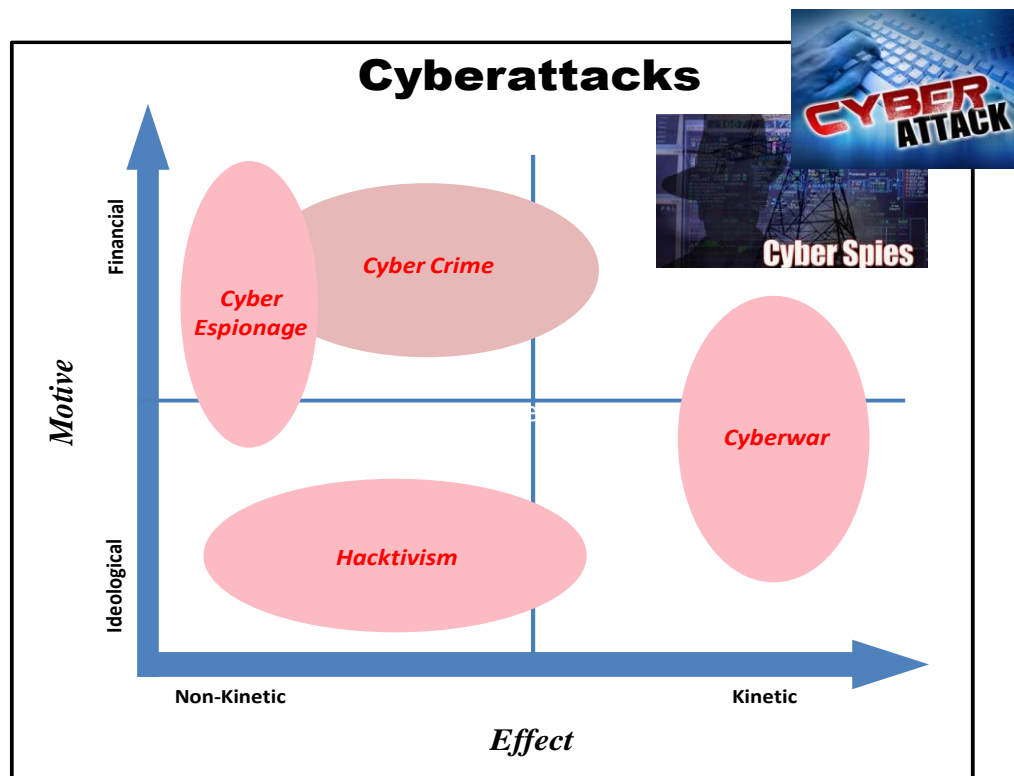 Cyberattacks
CYBER
ATTACK
Cyber Spies
Financial
Cyber Crime
Cyber
Espionage
Motive
Cyberwar
Hacktivism
Ideological
Non-Kinetic
Kinetic
Effect